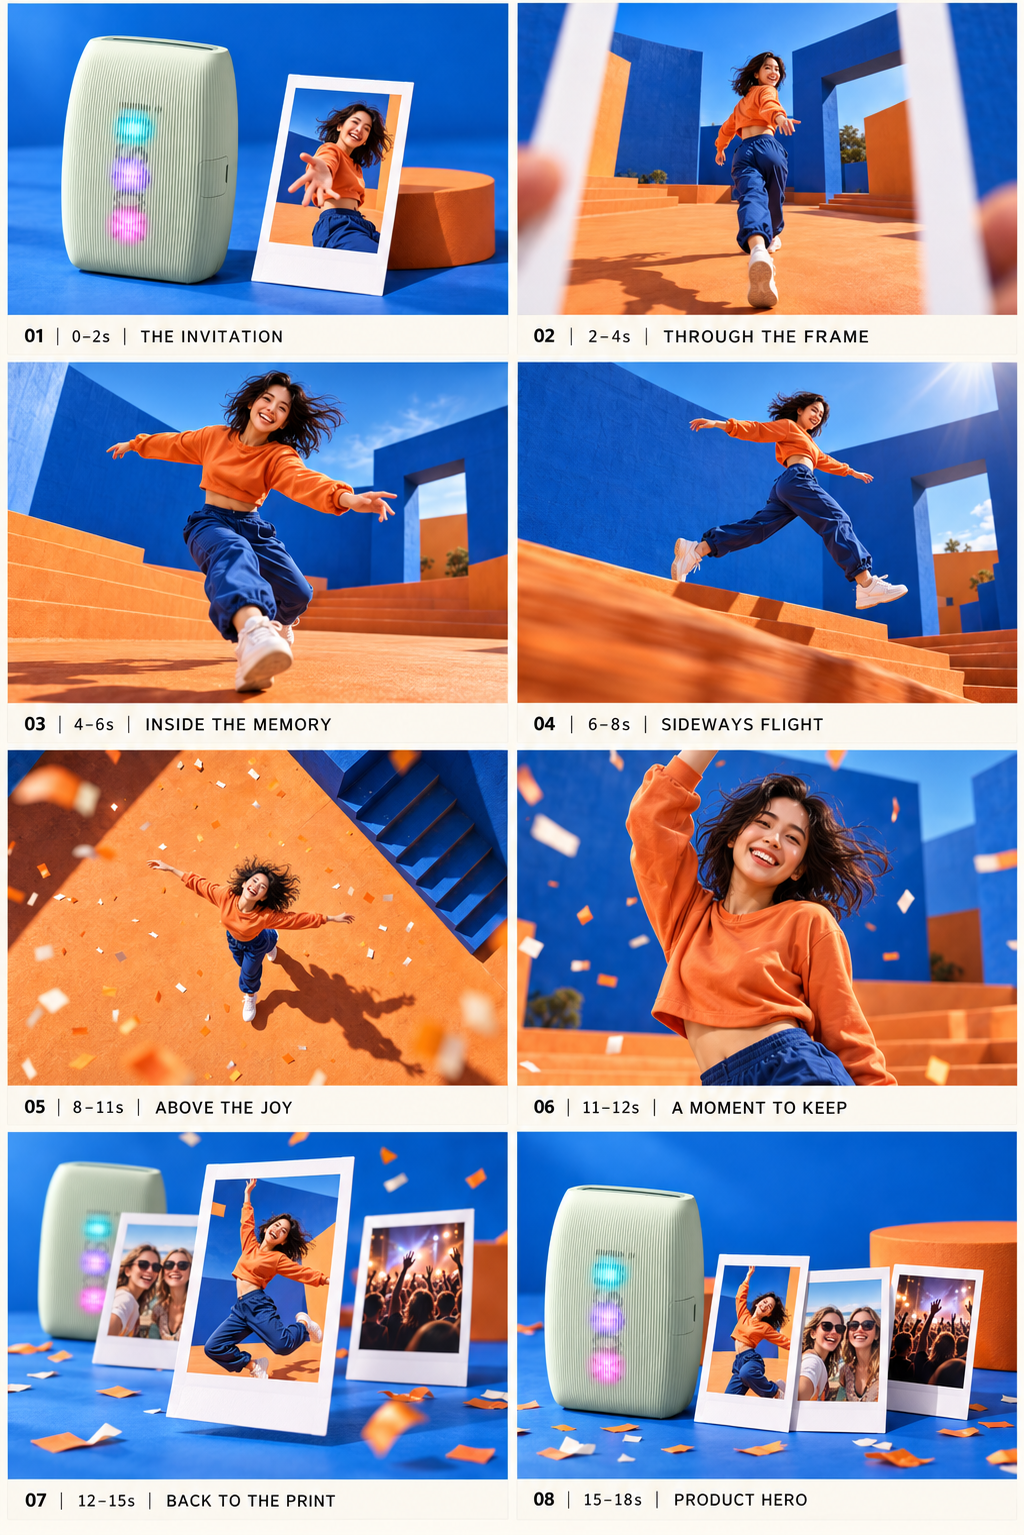 01 | 0–2s | THE INVITATION
02 | 2–4s | THROUGH THE FRAME
03 | 4–6s | INSIDE THE MEMORY
04 | 6–8s | SIDEWAYS FLIGHT
05 | 8–11s | ABOVE THE JOY
06 | 11–12s | A MOMENT TO KEEP
07 | 12–15s | BACK TO THE PRINT
08 | 15–18s | PRODUCT HERO